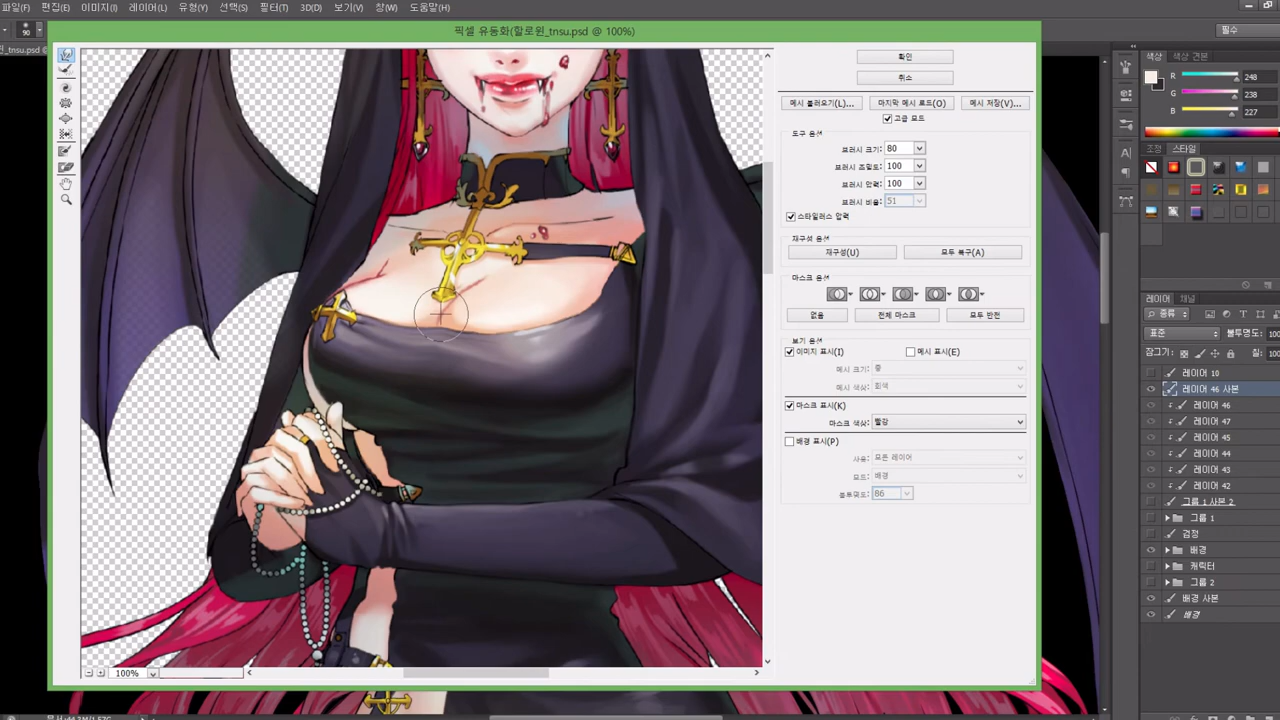 파일(F) 편집(E) 이미지(I) 레이어(L) 유형(Y) 선택(S) 필터(T) 3D(D) 보기(V) 창(W) 도움말(H)
90
필수
_tnsu.psd @
픽셀 유동화(할로윈_tnsu.psd @ 100%)
확인
취소
메시 불러오기(L)...
마지막 메시 로드(O)
메시 저장(V)...
고급 모드
도구 옵션
브러시 크기: 80
브러시 조밀도: 100
브러시 압력: 100
브러시 비율: 51
스타일러스 압력
재구성 옵션
재구성(U)
모두 복구(A)
마스크 옵션
없음
전체 마스크
모두 반전
보기 옵션
이미지 표시(I)
메시 표시(E)
메시 크기: 중
메시 색상: 회색
마스크 표시(K)
마스크 색상: 빨강
배경 표시(P)
사용: 모든 레이어
모드: 배경
불투명도: 86
100%
색상 색상 견본
R 248
G 238
B 227
조정 스타일
레이어 채널
종류
표준 불투명도: 100
잠그기: 칠: 100
레이어 10
레이어 46 사본
레이어 46
레이어 47
레이어 45
레이어 44
레이어 43
레이어 42
그룹 1 사본 2
그룹 1
검정
배경
캐릭터
그룹 2
배경 사본
배경